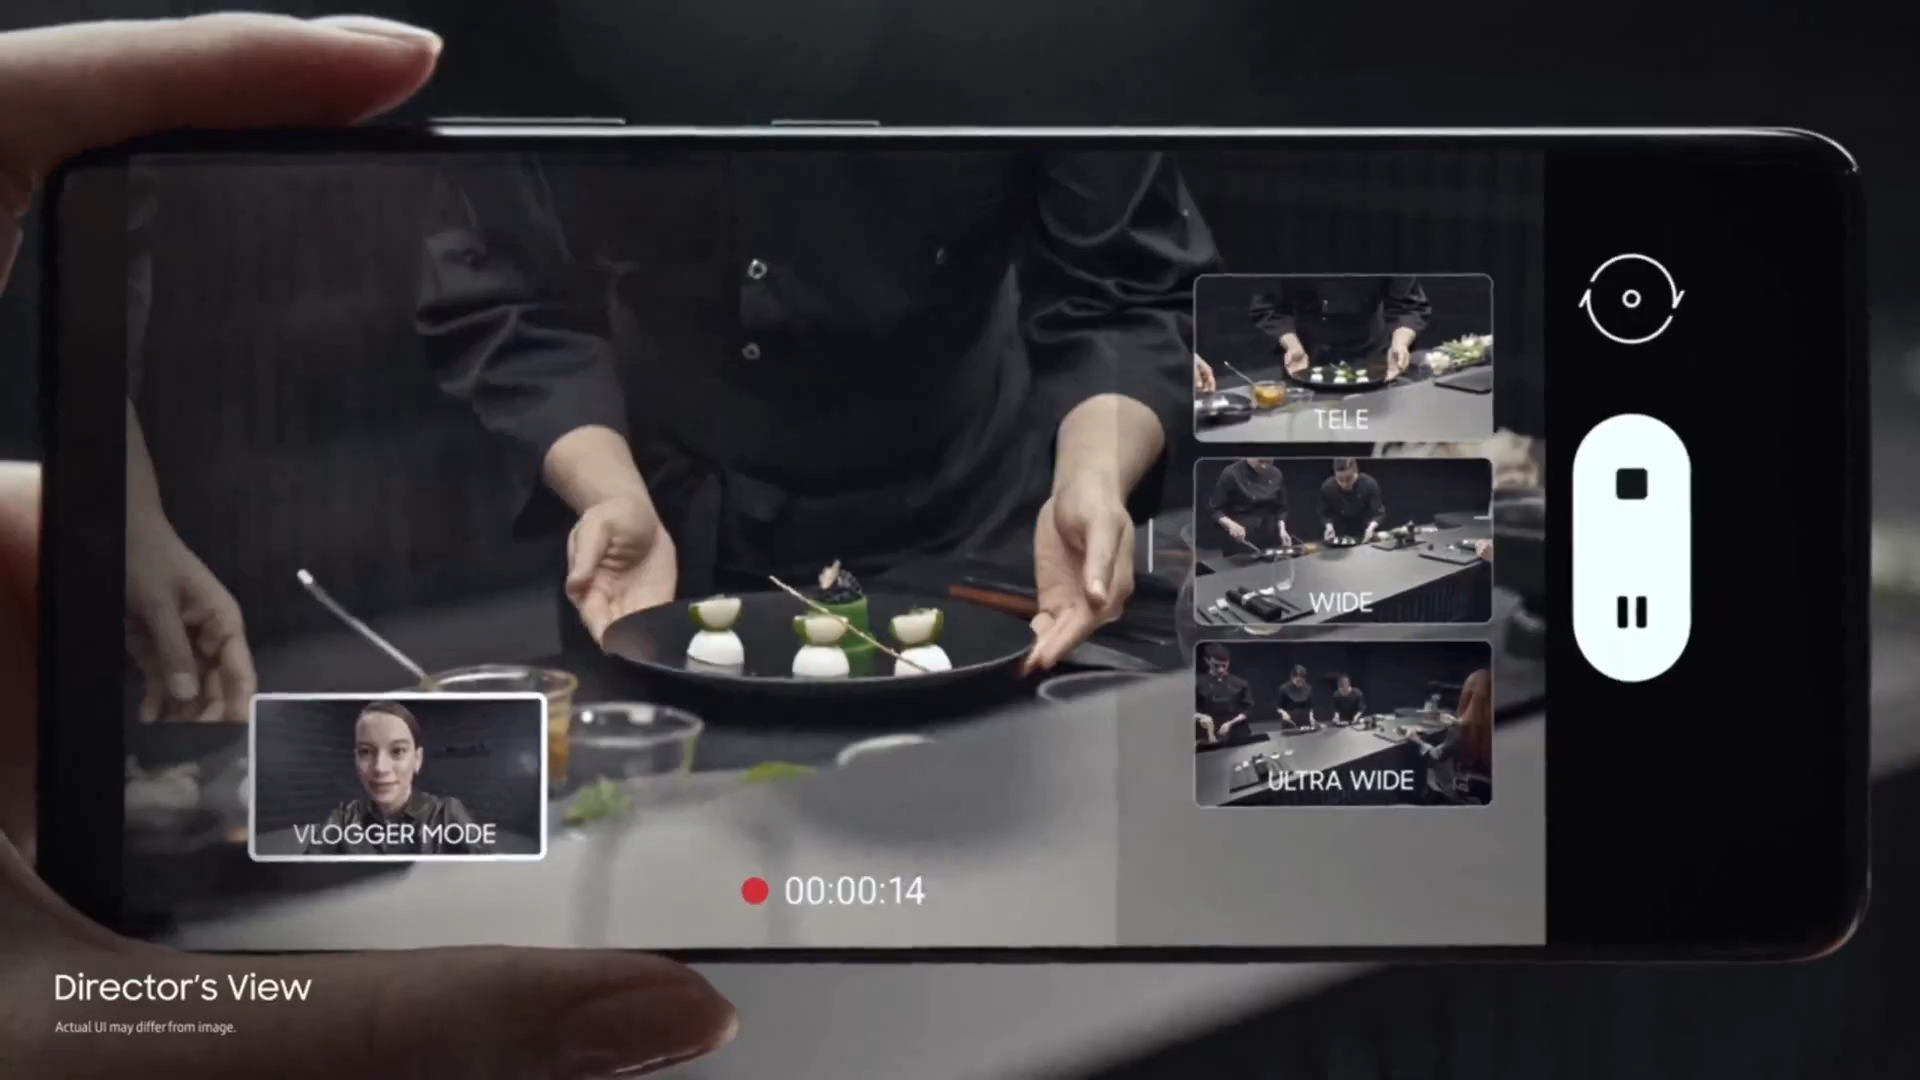 TELE
WIDE
ULTRA WIDE
VLOGGER MODE
00:00:14
Director's View
Actual UI may differ from image.